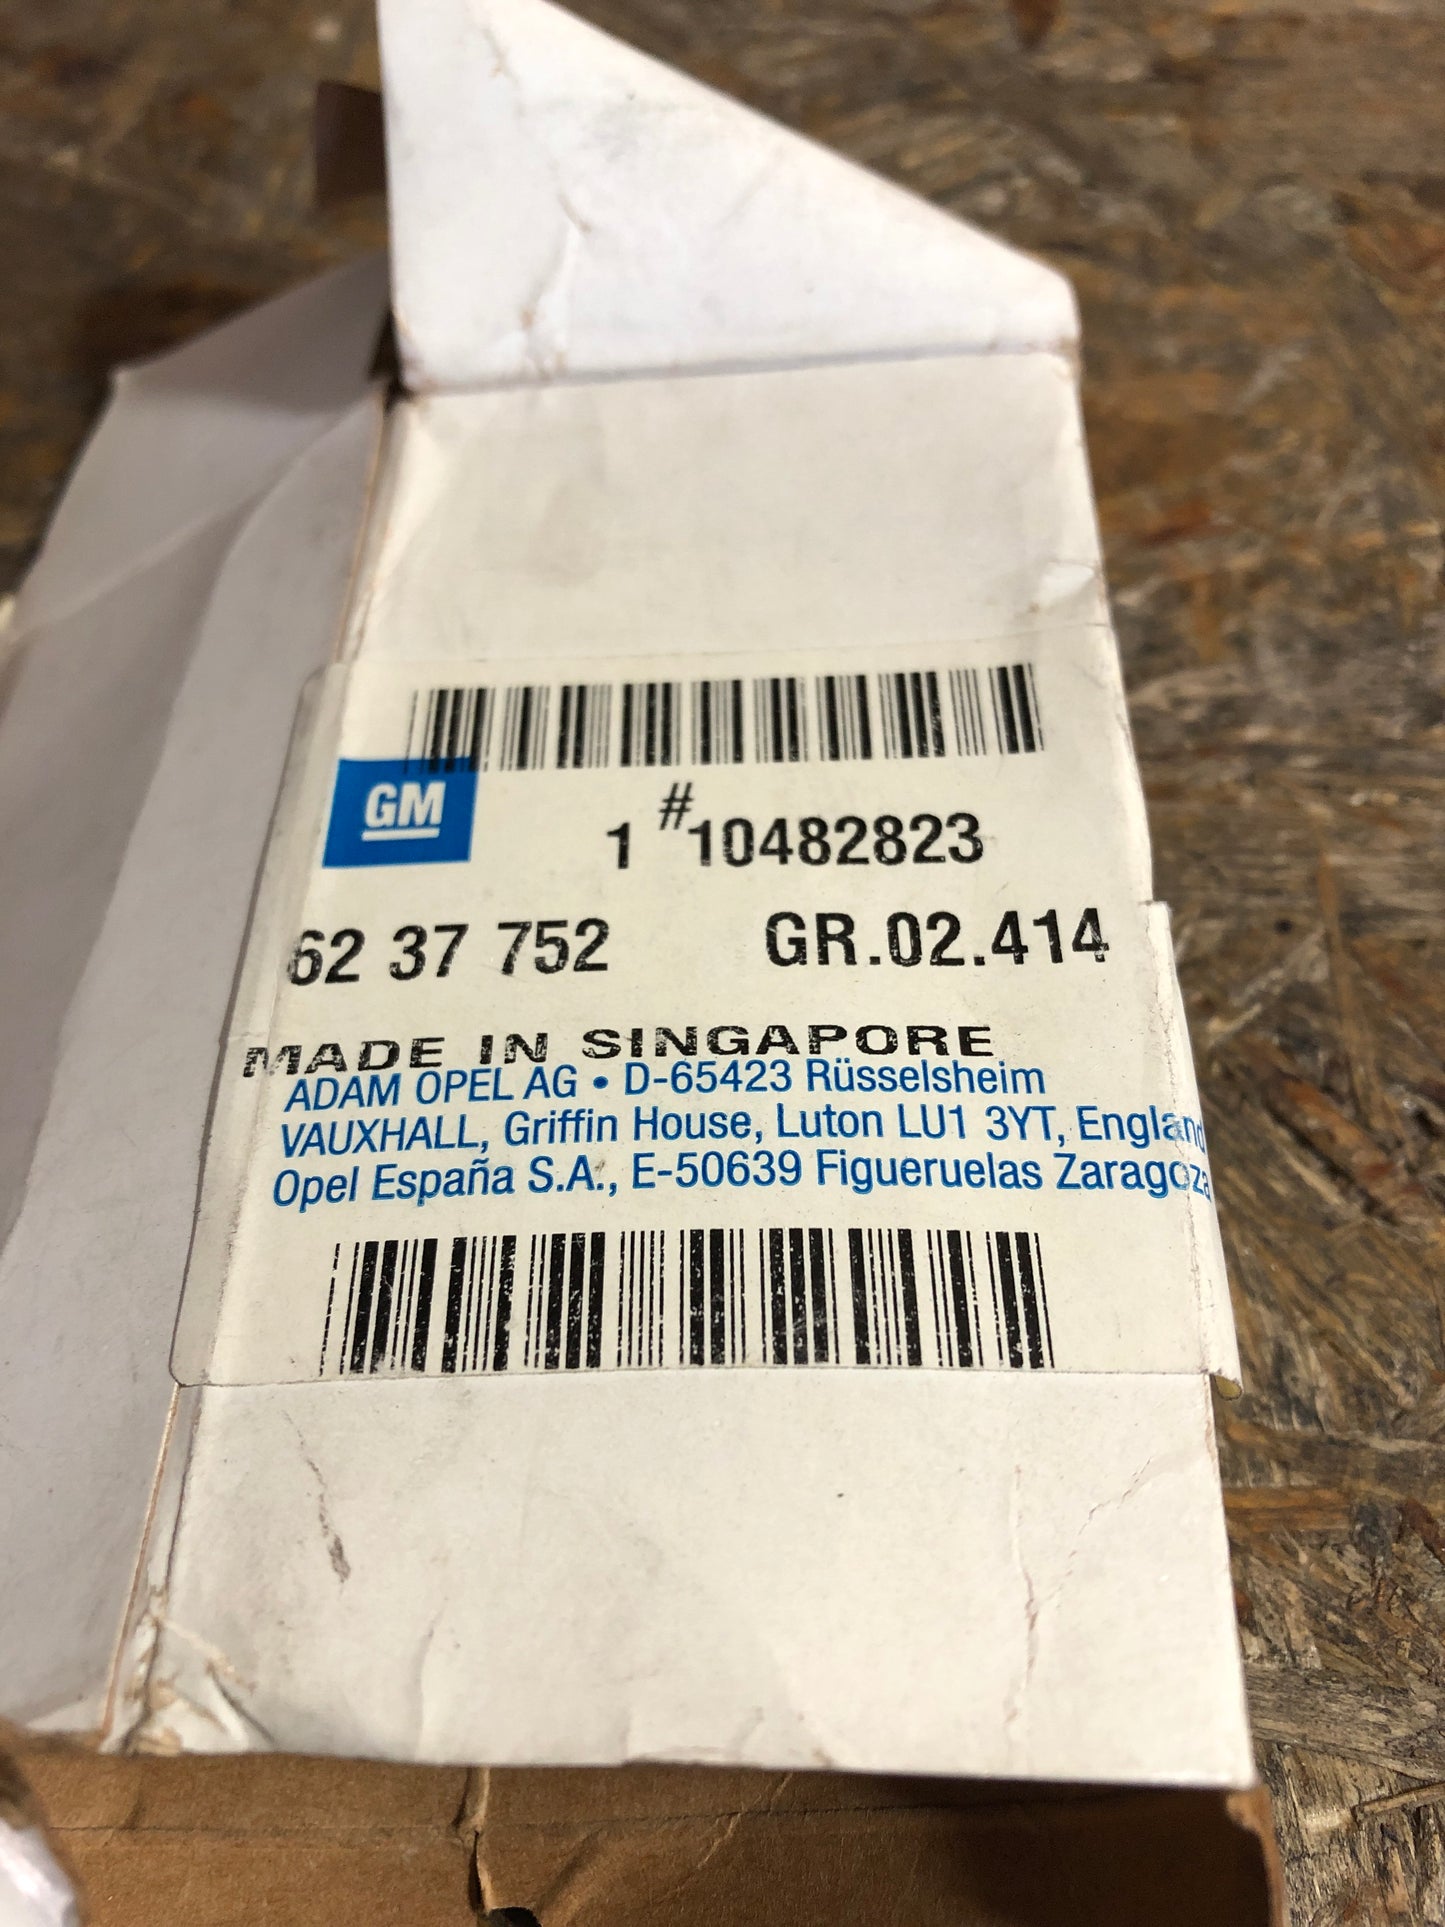 GM
1 #10482823
62 37 752 GR.02.414
MADE IN SINGAPORE
ADAM OPEL AG • D-65423 Rüsselsheim
VAUXHALL, Griffin House, Luton LU1 3YT, England
Opel España S.A., E-50639 Figueruelas Zaragoza